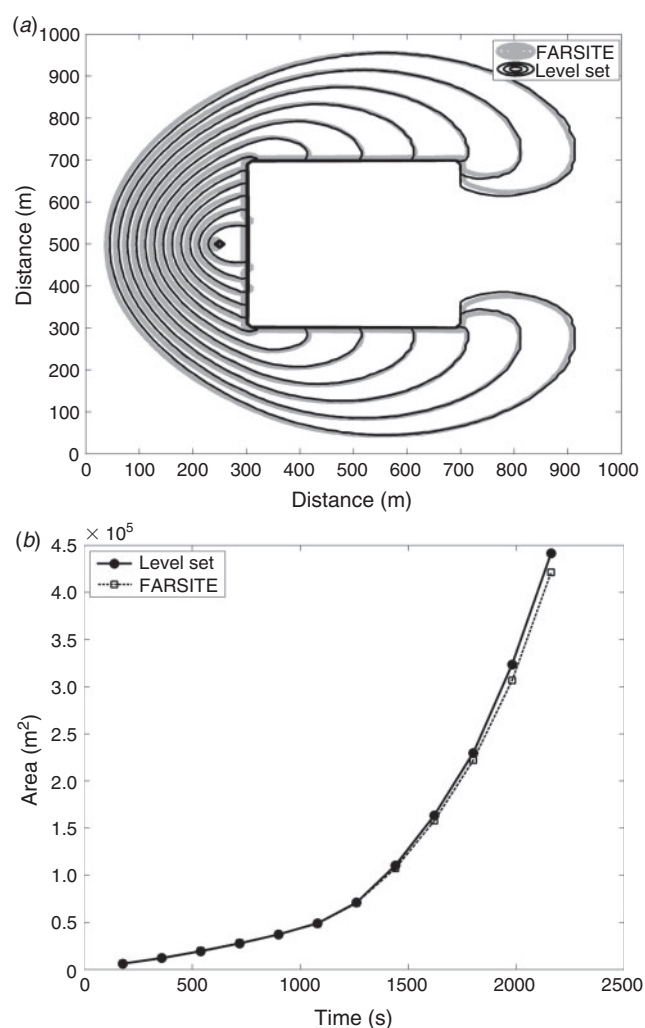 (a)
1000
900
800
700
600
500
400
300
200
100
0
Distance (m)
FARSITE
Level set
0 100 200 300 400 500 600 700 800 900 1000
Distance (m)
(b)
× 10⁵
4.5
4.0
3.5
3.0
2.5
2.0
1.5
1.0
0.5
0
Area (m²)
Level set
FARSITE
0 500 1000 1500 2000 2500
Time (s)